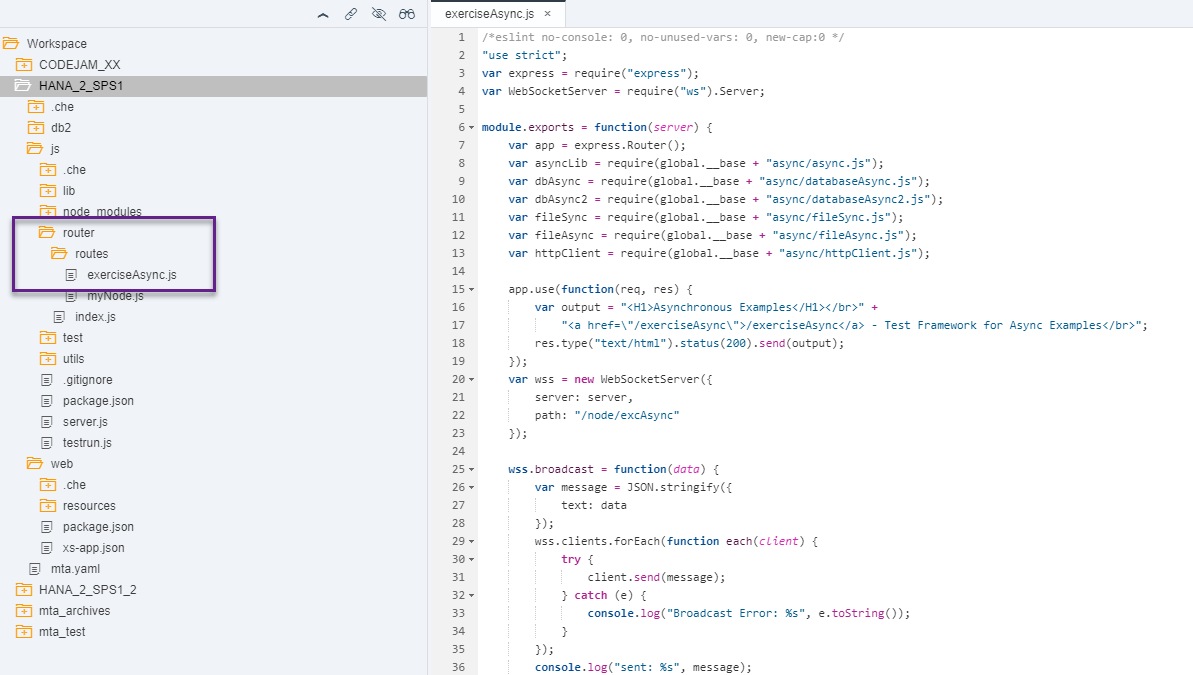 exerciseAsync.js ×
Workspace
CODEJAM_XX
HANA_2_SPS1
.che
db2
js
.che
lib
node_modules
router
routes
exerciseAsync.js
myNode.js
index.js
test
utils
.gitignore
package.json
server.js
testrun.js
web
.che
resources
package.json
xs-app.json
mta.yaml
HANA_2_SPS1_2
mta_archives
mta_test
1 /*eslint no-console: 0, no-unused-vars: 0, new-cap:0 */
2 "use strict";
3 var express = require("express");
4 var WebSocketServer = require("ws").Server;
5
6 module.exports = function(server) {
7 var app = express.Router();
8 var asyncLib = require(global.__base + "async/async.js");
9 var dbAsync = require(global.__base + "async/databaseAsync.js");
10 var dbAsync2 = require(global.__base + "async/databaseAsync2.js");
11 var fileSync = require(global.__base + "async/fileSync.js");
12 var fileAsync = require(global.__base + "async/fileAsync.js");
13 var httpClient = require(global.__base + "async/httpClient.js");
14
15 app.use(function(req, res) {
16 var output = "<H1>Asynchronous Examples</H1></br>" +
17 "<a href=\"/exerciseAsync\">/exerciseAsync</a> - Test Framework for Async Examples</br>";
18 res.type("text/html").status(200).send(output);
19 });
20 var wss = new WebSocketServer({
21 server: server,
22 path: "/node/excAsync"
23 });
24
25 wss.broadcast = function(data) {
26 var message = JSON.stringify({
27 text: data
28 });
29 wss.clients.forEach(function each(client) {
30 try {
31 client.send(message);
32 } catch (e) {
33 console.log("Broadcast Error: %s", e.toString());
34 }
35 });
36 console.log("sent: %s", message);